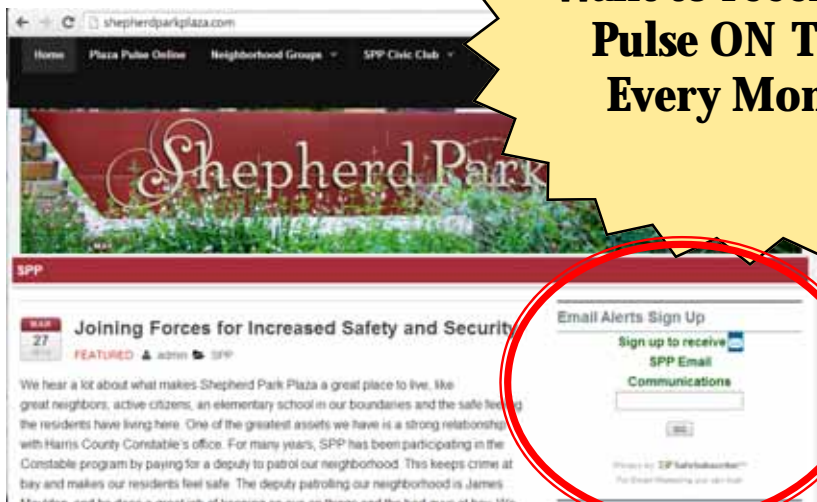 Pulse ON
Every
shepherdparkplaza.com
Home Plaza Pulse Online Neighborhood Groups SPP Civic Club
Shepherd Park
SPP
MAR
27
Joining Forces for Increased Safety and Security
FEATURED admin SPP
We hear a lot about what makes Shepherd Park Plaza a great place to live, like
great neighbors, active citizens, an elementary school in our boundaries and the safe feeling
the residents have living here. One of the greatest assets we have is a strong relationship
with Harris County Constable's office. For many years, SPP has been participating in the
Constable program by paying for a deputy to patrol our neighborhood. This keeps crime at
bay and makes our residents feel safe. The deputy patrolling our neighborhood is James
Email Alerts Sign Up
Sign up to receive
SPP Email
Communications
GO